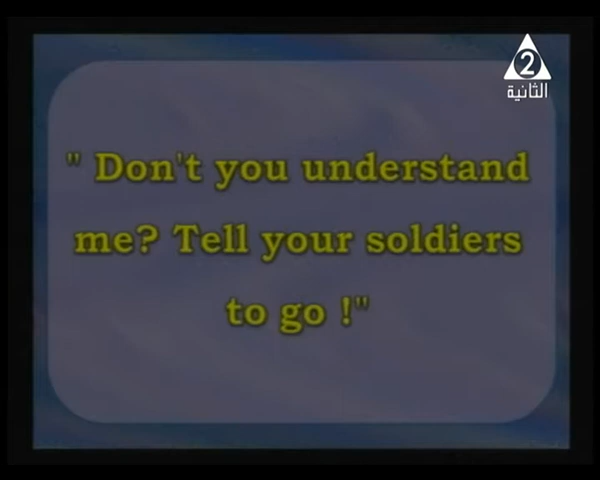 2
الثانية
" Don't you understand
me? Tell your soldiers
to go !"